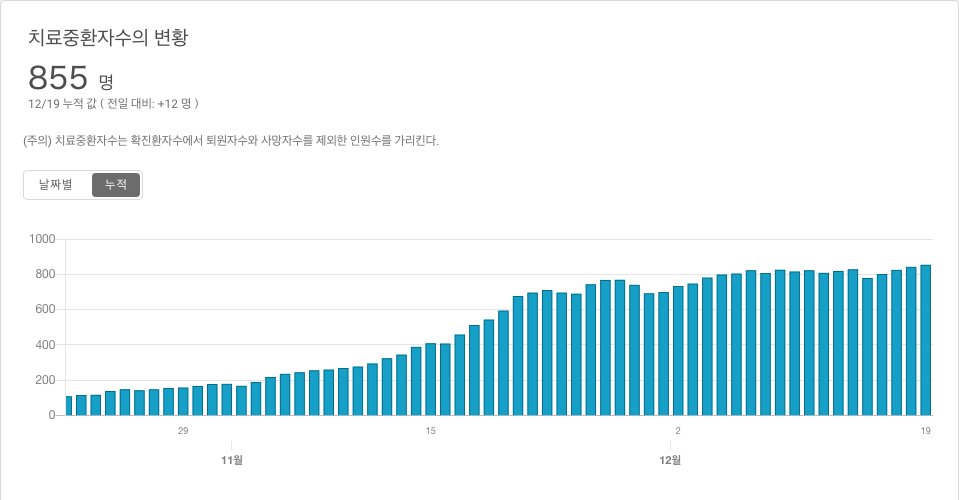 치료중환자수의 변황
855 명
12/19 누적 값 ( 전일 대비: +12 명 )
(주의) 치료중환자수는 확진환자수에서 퇴원자수와 사망자수를 제외한 인원수를 가리킨다.
날짜별 누적
1000
800
600
400
200
0
29 15 2 19
11월 12월